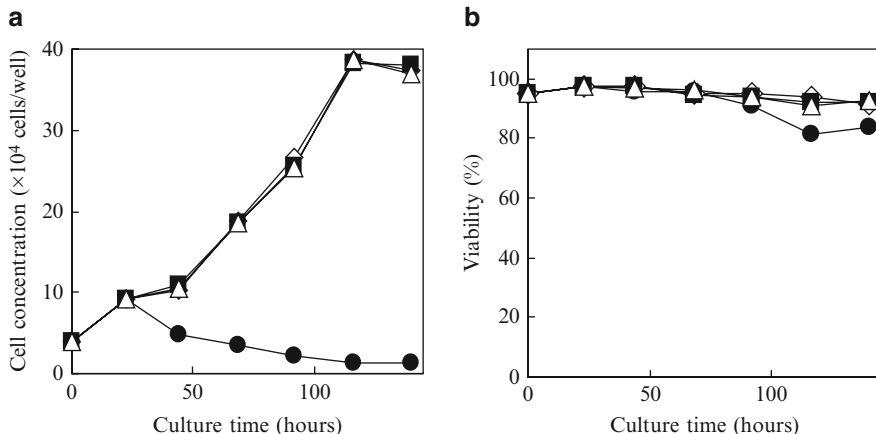 a
40
30
20
10
0
Cell concentration (×10⁴ cells/well)
0
50
100
Culture time (hours)
b
100
80
60
40
20
0
Viability (%)
0
50
100
Culture time (hours)